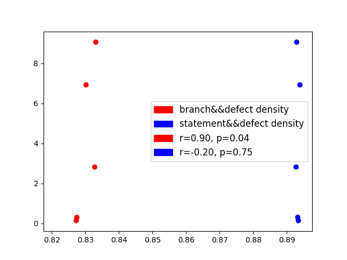 8
6
4
2
0
branch&&defect density
statement&&defect density
r=0.90, p=0.04
r=-0.20, p=0.75
0.82 0.83 0.84 0.85 0.86 0.87 0.88 0.89